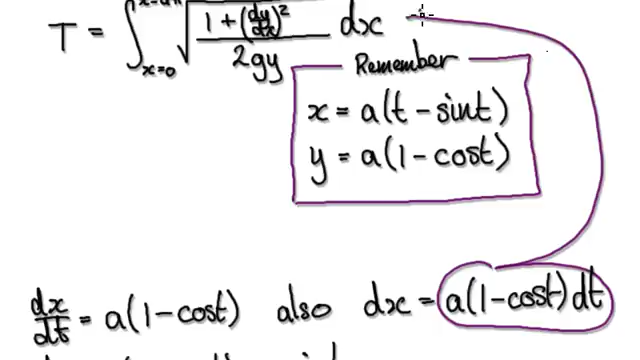 T = ∫ x=0 √(1 + (dy/dx)² / 2gy) dx
Remember
x = a(t - sint)
y = a(1 - cost)
dx/dt = a(1-cost) also dx = a(1-cost)dt